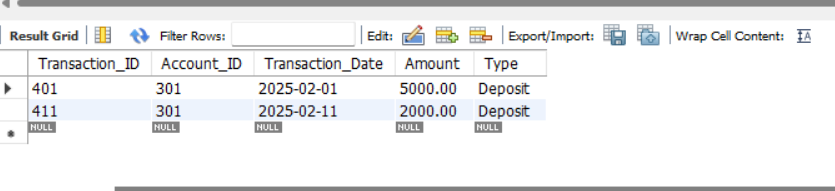 Result Grid Filter Rows: Edit: Export/Import: Wrap Cell Content: IA
Transaction_ID Account_ID Transaction_Date Amount Type
401 301 2025-02-01 5000.00 Deposit
411 301 2025-02-11 2000.00 Deposit
NULL NULL NULL NULL NULL